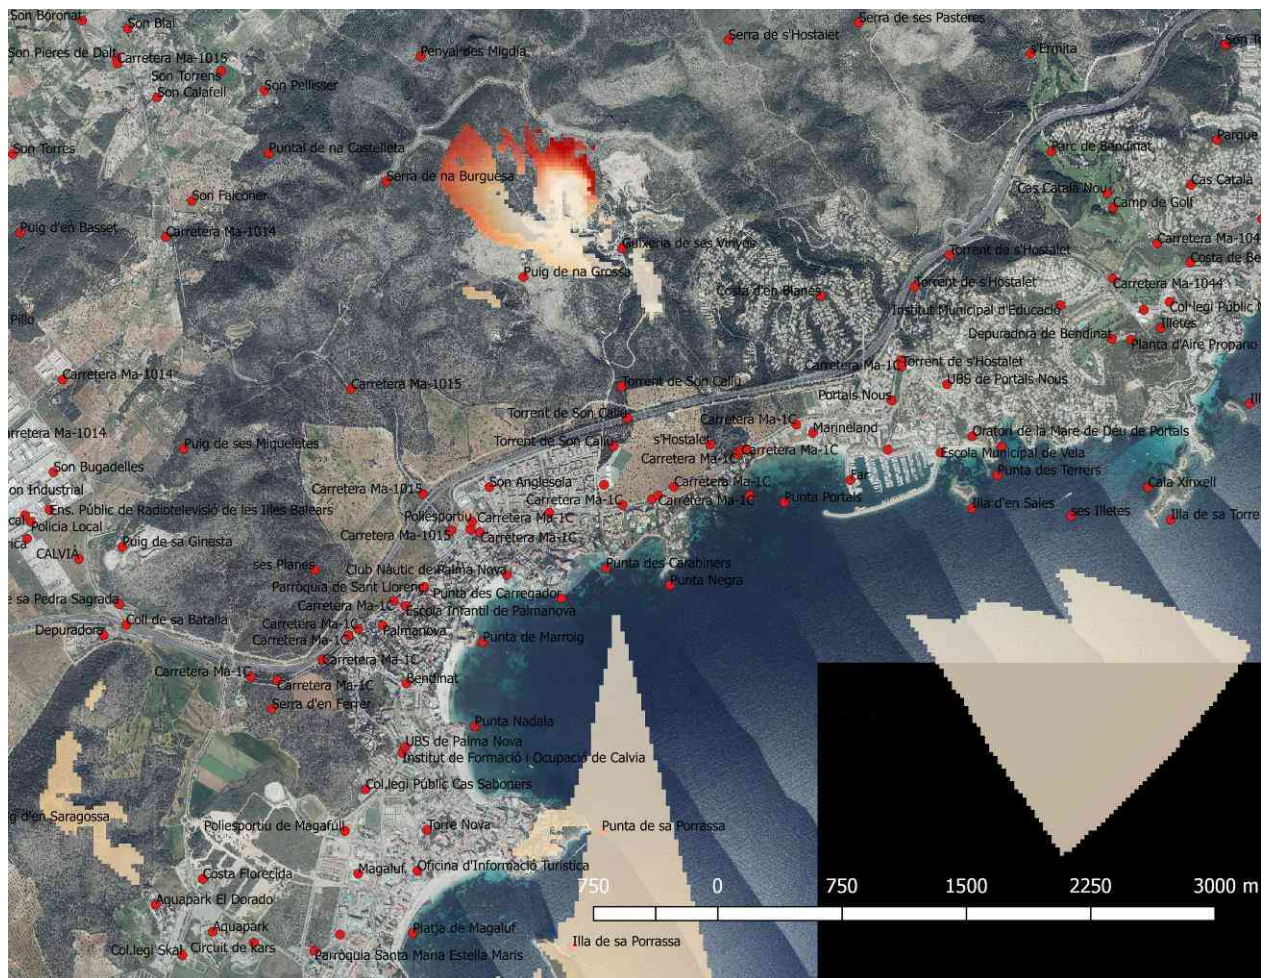 Son Boronat
Son Blai
Serra de ses Pasteres
Serra de s'Hostalet
s'Ermita
Penyal des Migdia
Carretera Ma-1015
Son Torrens
Son Pellisser
Son Calafell
Son Torres
Puntal de na Castelleta
Serra de na Burguesa
Parc de Bendinat
Parque
Cas Català Nou
Cas Català
Camp de Golf
Son Falconer
Puig d'en Basset
Carretera Ma-1014
Guixeria de ses Vinyes
Puig de na Grossa
Torrent de s'Hostalet
Carretera Ma-104
Costa de Be
Costa d'en Blanes
Torrent de s'Hostalet
Carretera Ma-1044
Institut Municipal d'Educació
Col·legi Públic
Illetes
Pillo
Depuradora de Bendinat
Planta d'Aire Propano
Carretera Ma-1014
Carretera Ma-1015
Torrent de Son Caliu
Carretera Ma-1C
Torrent de s'Hostalet
UBS de Portals Nous
Portals Nous
Torrent de Son Caliu
Carretera Ma-1C
Marineland
arretera Ma-1014
Puig de ses Miqueletes
Torrent de Son Caliu
s'Hostalet
Carretera Ma-1C
Carretera Ma-1C
Oratori de la Mare de Déu de Portals
Escola Municipal de Vela
Son Bugadelles
on Industrial
Carretera Ma-1015
Son Anglesola
Carretera Ma-1C
Carretera Ma-1C
Carretera Ma-1C
Far
Punta Portals
Punta des Terrers
Cala Xinxell
Ens. Públic de Radiotelevisió de les Illes Balears
Policia Local
Poliesportiu
Carretera Ma-1C
Carretera Ma-1015
Carretera Ma-1C
Illa d'en Sales
ses Illetes
Illa de sa Torre
CALVIÀ
Puig de sa Ginesta
ses Planes
Club Nàutic de Palma Nova
Punta des Carabiners
Punta Negra
Parròquia de Sant Llorenç
Punta des Carregador
e sa Pedra Sagrada
Carretera Ma-1C
Escola Infantil de Palmanova
Coll de sa Batalla
Depuradora
Carretera Ma-1C
Carretera Ma-1C
Palmanova
Punta de Marroig
Carretera Ma-1C
Carretera Ma-1C
Carretera Ma-1C
Bendinat
Serra d'en Ferrer
Punta Nadala
UBS de Palma Nova
Institut de Formació i Ocupació de Calvia
Col.legi Públic Cas Saboners
g d'en Saragossa
Poliesportiu de Magaluf
Torre Nova
Punta de sa Porrassa
Costa Florecida
Magaluf
Oficina d'Informació Turística
750 0 750 1500 2250 3000 m
Aquapark El Dorado
Aquapark
Platja de Magaluf
Col.legi Skal
Circuit de Kars
Parròquia Santa Maria Estella Maris
Illa de sa Porrassa